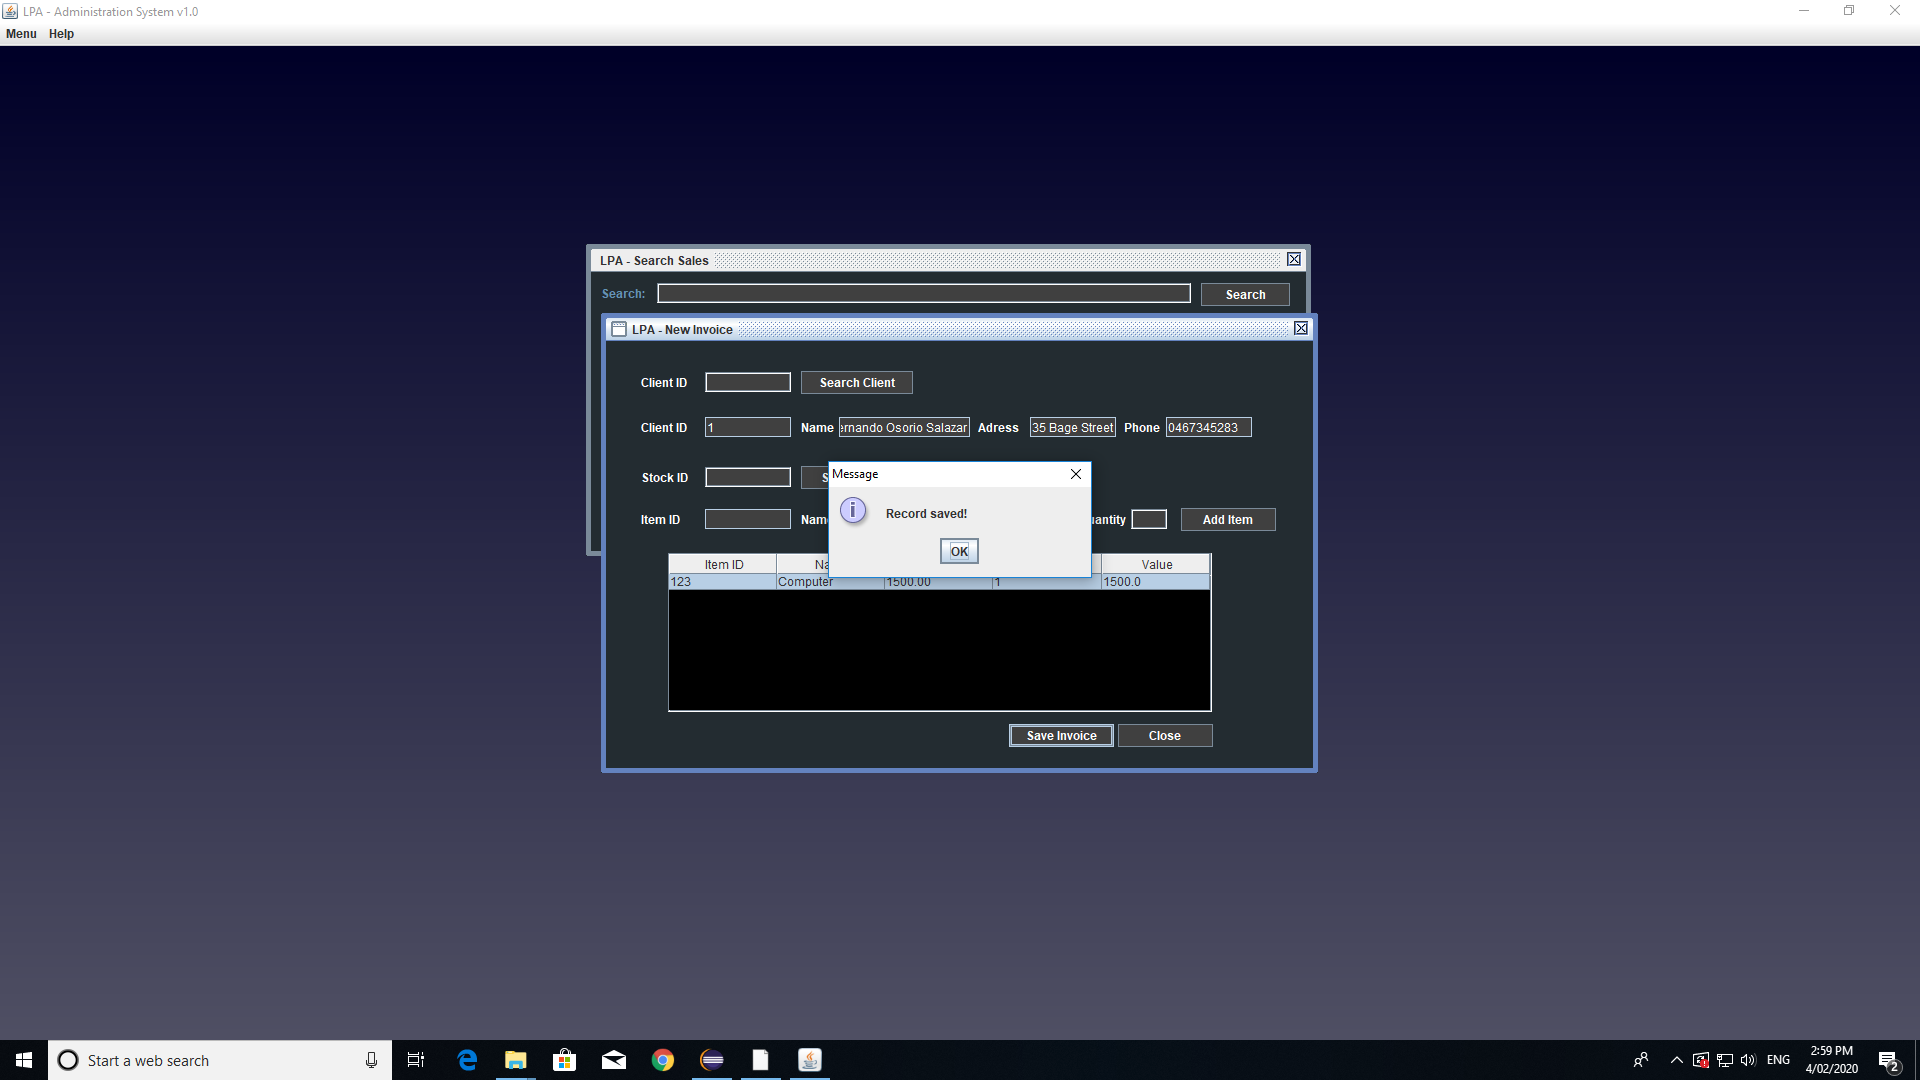 LPA - Administration System v1.0
Menu Help
LPA - Search Sales
Search: Search
LPA - New Invoice
Client ID Search Client
Client ID 1 Name ernando Osorio Salazar Adress 35 Bage Street Phone 0467345283
Message
Stock ID S
Record saved!
Item ID Nam uantity Add Item
OK
Item ID Na Value
123 Computer 1500.00 1 1500.0
Save Invoice Close
Start a web search
ENG
2:59 PM
4/02/2020
2